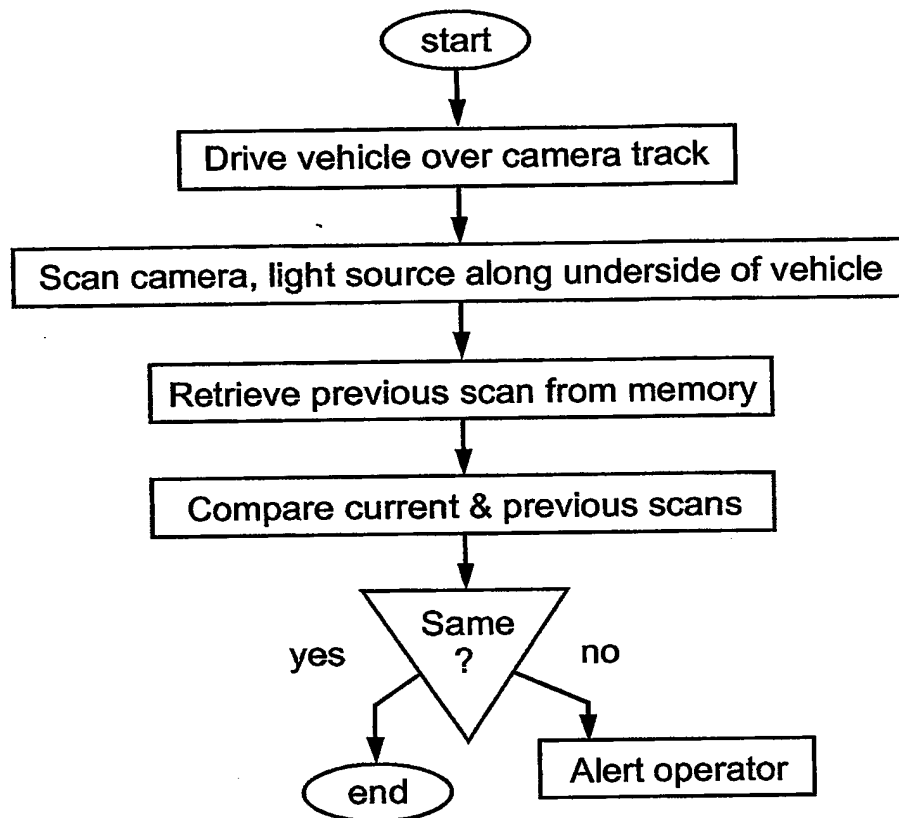 start
Drive vehicle over camera track
Scan camera, light source along underside of vehicle
Retrieve previous scan from memory
Compare current & previous scans
Same
?
yes
no
end
Alert operator